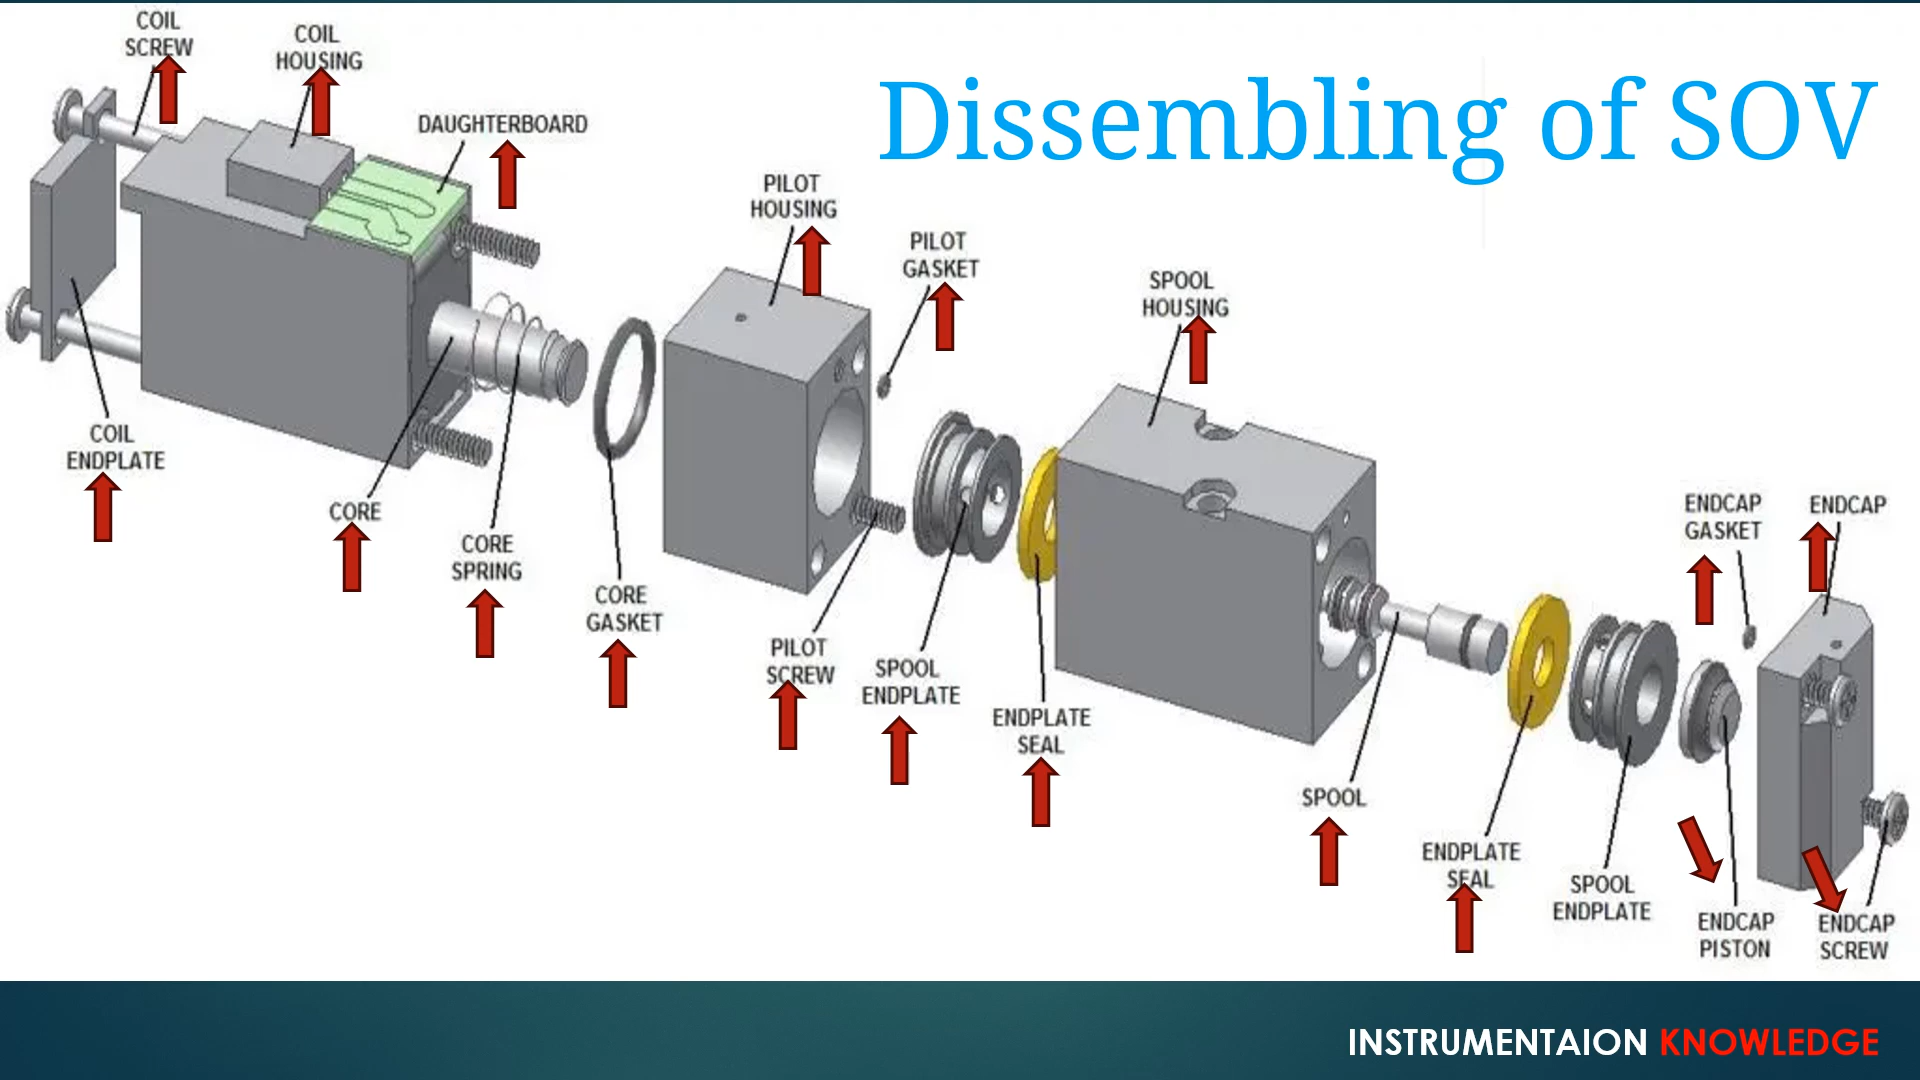 COIL
SCREW
COIL
HOUSING
DAUGHTERBOARD
Dissembling of SOV
PILOT
HOUSING
PILOT
GASKET
SPOOL
HOUSING
COIL
ENDPLATE
CORE
CORE
SPRING
CORE
GASKET
PILOT
SCREW
SPOOL
ENDPLATE
ENDPLATE
SEAL
SPOOL
ENDPLATE
SEAL
SPOOL
ENDPLATE
ENDCAP
GASKET
ENDCAP
ENDCAP
PISTON
ENDCAP
SCREW
INSTRUMENTAION KNOWLEDGE